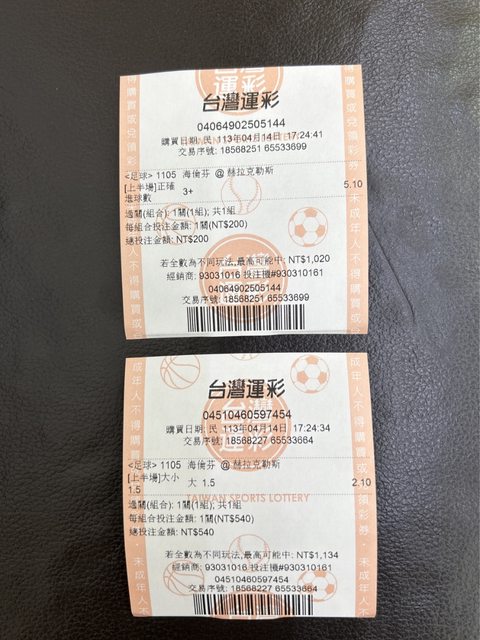 台灣運彩
04064902505144
購買日期: 民 113年04月14日 17:24:41
交易序號: 18568251 65533699
<足球> 1105 海倫芬 @ 赫拉克勒斯
[上半場]正確進球數 3+ 5.10
過關(組合): 1關(1組); 共1組
每組合投注金額: 1關(NT$200)
總投注金額: NT$200
若全數為不同玩法,最高可能中: NT$1,020
經銷商: 93031016 投注機#930310161
04064902505144
交易序號: 18568251 65533699
台灣運彩
04510460597454
購買日期: 民 113年04月14日 17:24:34
交易序號: 18568227 65533664
<足球> 1105 海倫芬 @ 赫拉克勒斯
[上半場]大小 1.5 大 1.5 2.10
TAIWAN SPORTS LOTTERY
過關(組合): 1關(1組); 共1組
每組合投注金額: 1關(NT$540)
總投注金額: NT$540
若全數為不同玩法,最高可能中: NT$1,134
經銷商: 93031016 投注機#930310161
04510460597454
交易序號: 18568227 65533664